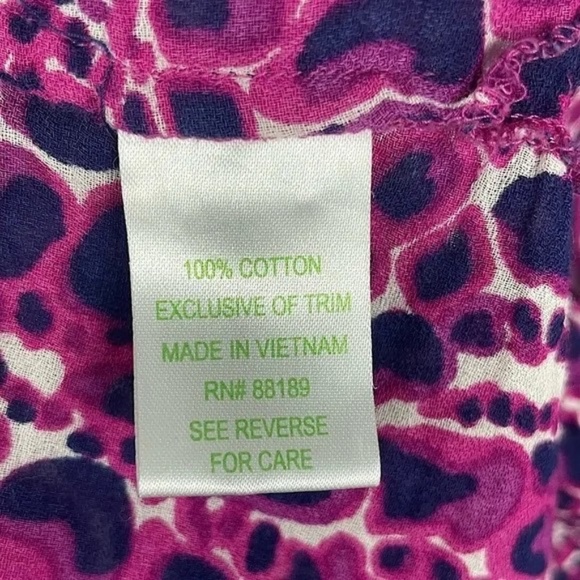 100% COTTON
EXCLUSIVE OF TRIM
MADE IN VIETNAM
RN# 88189
SEE REVERSE
FOR CARE